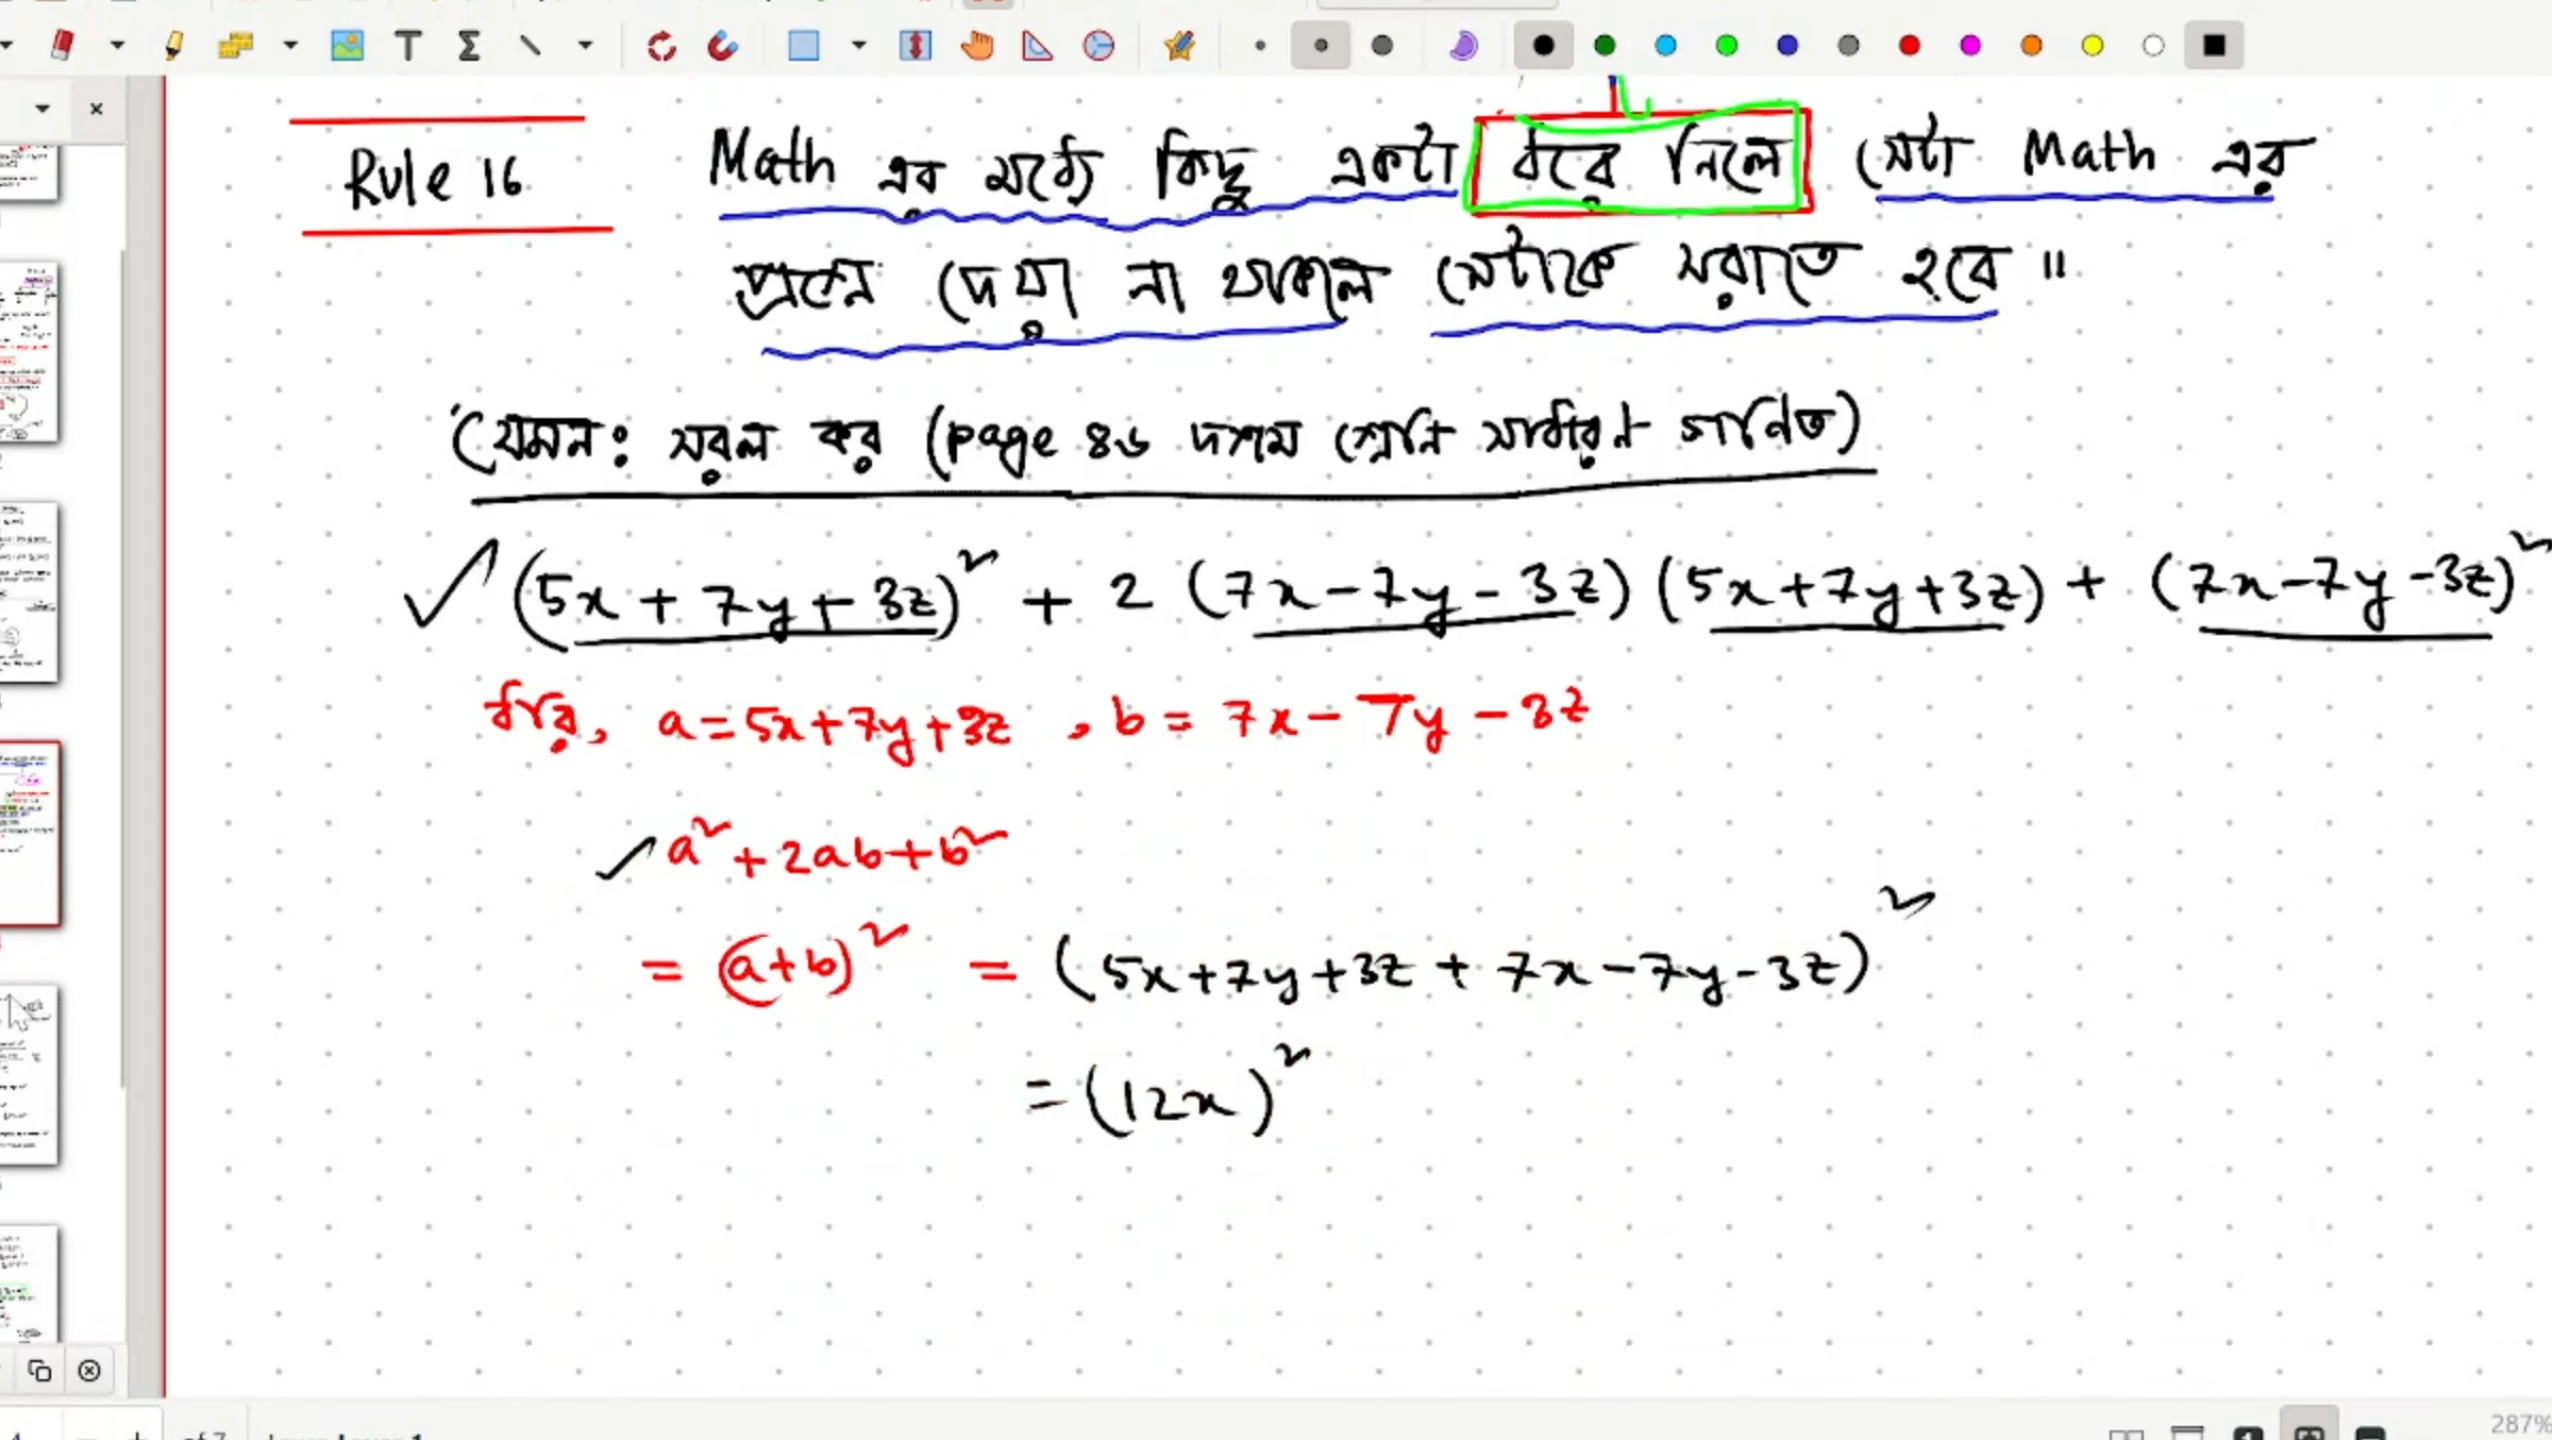 Rule 16
Math এর মধ্যে কিছু একটা ধরে নিলে সেটা Math এর
প্রশ্নে দেয়া না থাকলে সেটাকে সরাতে হবে ॥
যেমন: সরল কর (page 86 দশম শ্রেনি সাধারণ গানিত)
(5x + 7y + 3z)² + 2 (7x - 7y - 3z) (5x + 7y + 3z) + (7x - 7y - 3z)²
ধরি, a = 5x + 7y + 3z , b = 7x - 7y - 3z
a² + 2ab + b²
= (a+b)² = (5x + 7y + 3z + 7x - 7y - 3z)²
= (12x)²
287%